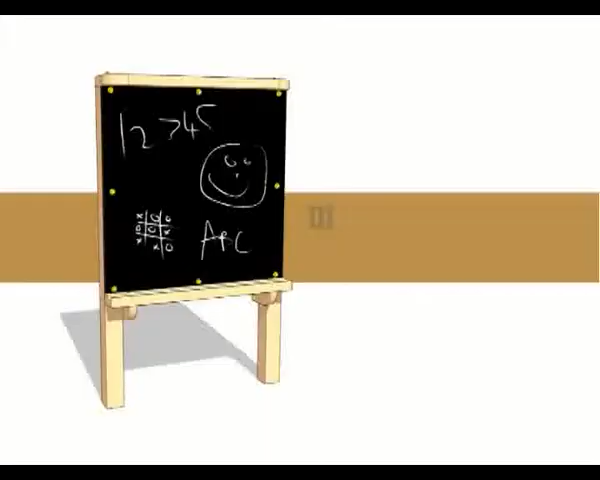 12345
x o o
o o x
x x o
ABC